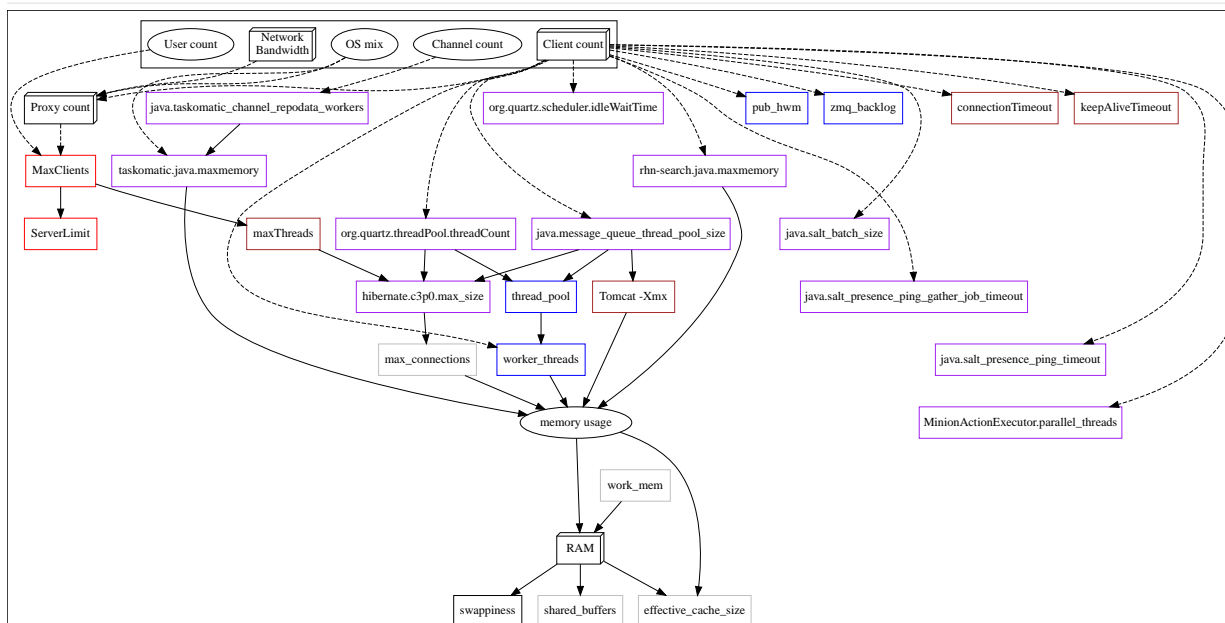 User count
Network
Bandwidth
OS mix
Channel count
Client count
Proxy count
java.taskomatic_channel_repodata_workers
org.quartz.scheduler.idleWaitTime
pub_hwm
zmq_backlog
connectionTimeout
keepAliveTimeout
MaxClients
taskomatic.java.maxmemory
rhn-search.java.maxmemory
ServerLimit
maxThreads
org.quartz.threadPool.threadCount
java.message_queue_thread_pool_size
java.salt_batch_size
hibernate.c3p0.max_size
thread_pool
Tomcat -Xmx
java.salt_presence_ping_gather_job_timeout
max_connections
worker_threads
java.salt_presence_ping_timeout
memory usage
MinionActionExecutor.parallel_threads
work_mem
RAM
swappiness
shared_buffers
effective_cache_size